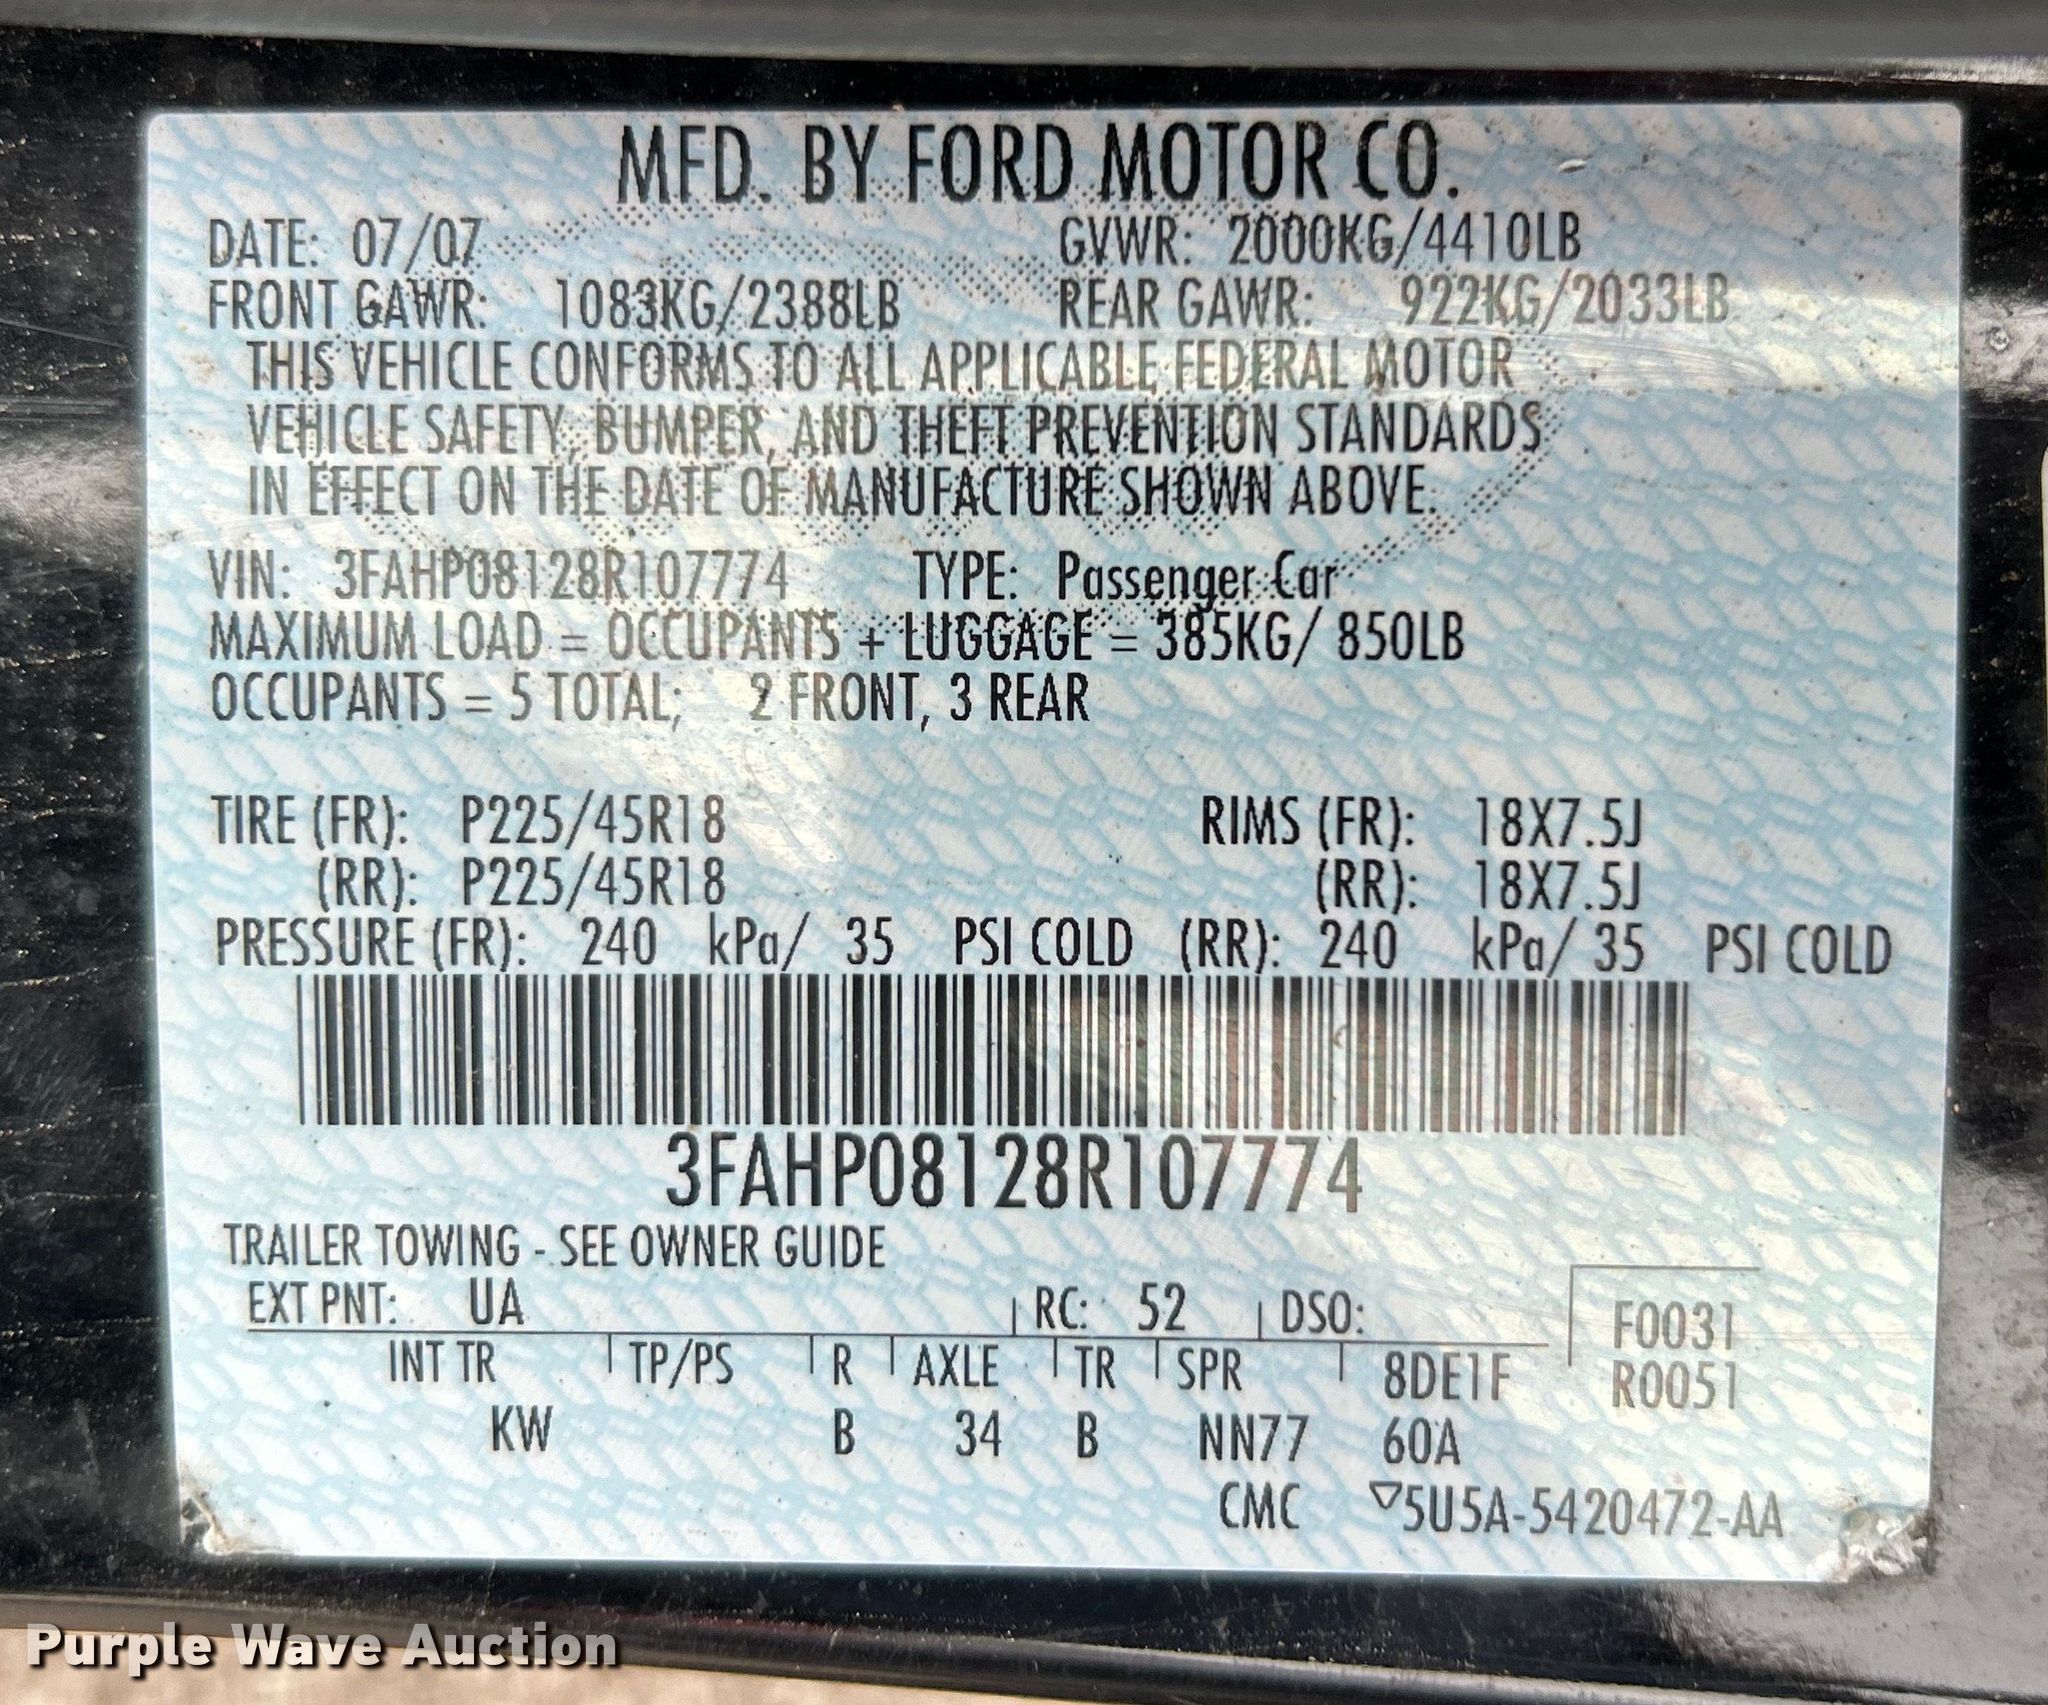 MFD. BY FORD MOTOR CO.
DATE: 07/07 GVWR: 2000KG/4410LB
FRONT GAWR: 1083KG/2388LB REAR GAWR: 922KG/2033LB
THIS VEHICLE CONFORMS TO ALL APPLICABLE FEDERAL MOTOR
VEHICLE SAFETY, BUMPER, AND THEFT PREVENTION STANDARDS
IN EFFECT ON THE DATE OF MANUFACTURE SHOWN ABOVE.
VIN: 3FAHP08128R107774 TYPE: Passenger Car
MAXIMUM LOAD = OCCUPANTS + LUGGAGE = 385KG/ 850LB
OCCUPANTS = 5 TOTAL; 2 FRONT, 3 REAR
TIRE (FR): P225/45R18 RIMS (FR): 18X7.5J
(RR): P225/45R18 (RR): 18X7.5J
PRESSURE (FR): 240 kPa/ 35 PSI COLD (RR): 240 kPa/ 35 PSI COLD
3FAHP08128R107774
TRAILER TOWING - SEE OWNER GUIDE
EXT PNT: UA RC: 52 DSO: F0031
INT TR TP/PS R AXLE TR SPR 8DE1F R0051
KW B 34 B NN77 60A
CMC ▽5U5A-5420472-AA
Purple Wave Auction